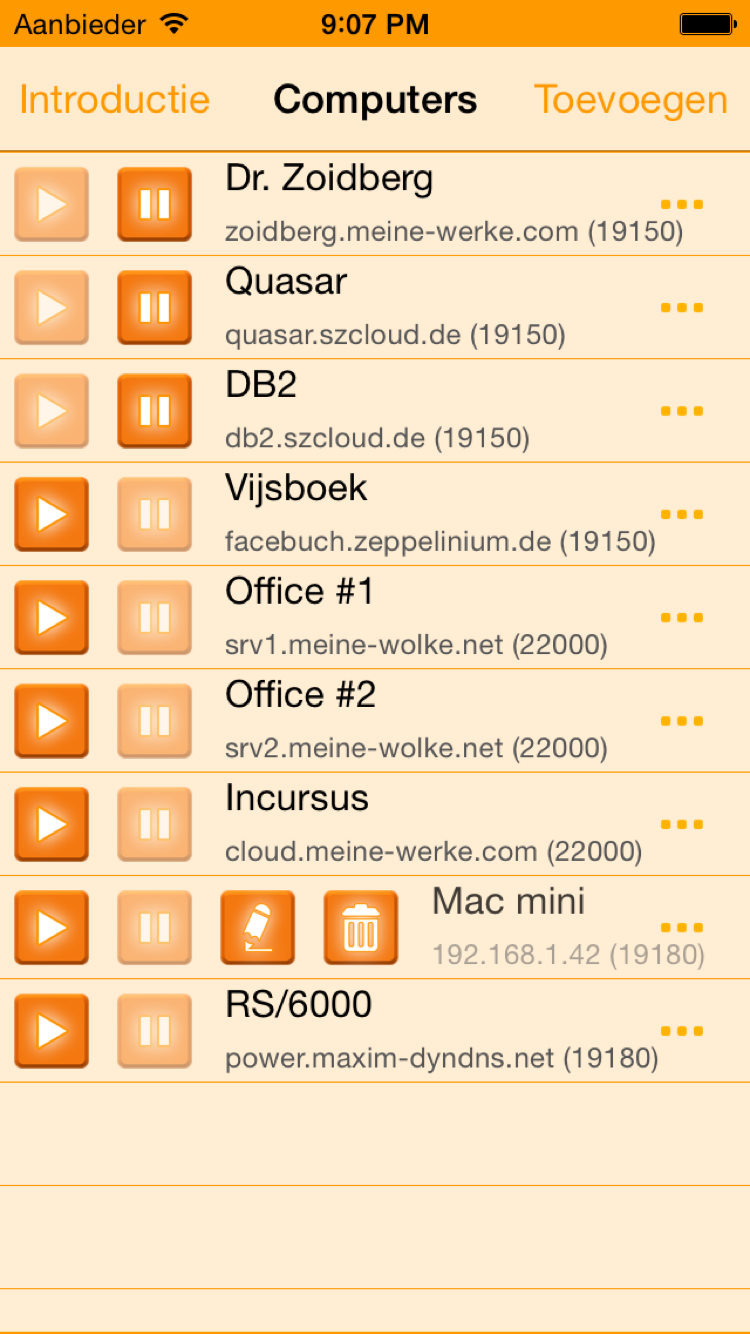 Aanbieder 9:07 PM
Introductie Computers Toevoegen
Dr. Zoidberg
zoidberg.meine-werke.com (19150)
Quasar
quasar.szcloud.de (19150)
DB2
db2.szcloud.de (19150)
Vijsboek
facebuch.zeppelinium.de (19150)
Office #1
srv1.meine-wolke.net (22000)
Office #2
srv2.meine-wolke.net (22000)
Incursus
cloud.meine-werke.com (22000)
Mac mini
192.168.1.42 (19180)
RS/6000
power.maxim-dyndns.net (19180)